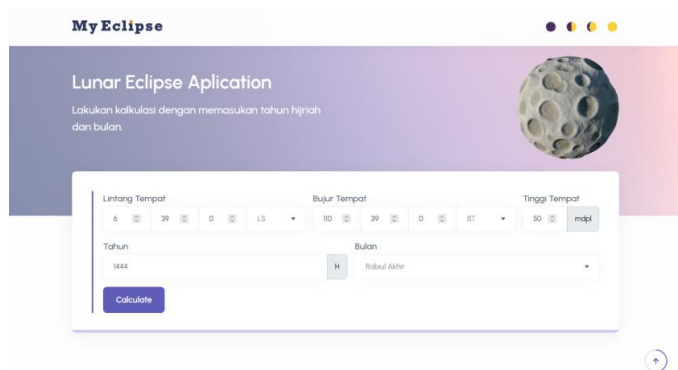 My Eclipse
Lunar Eclipse Aplication
Lakukan kalkulasi dengan memasukan tahun hijriah
dan bulan.
Lintang Tempat Bujur Tempat Tinggi Tempat
6 39 0 LS 110 39 0 BT 50 mdpl
Tahun Bulan
1444 H Rabiul Akhir
Calculate